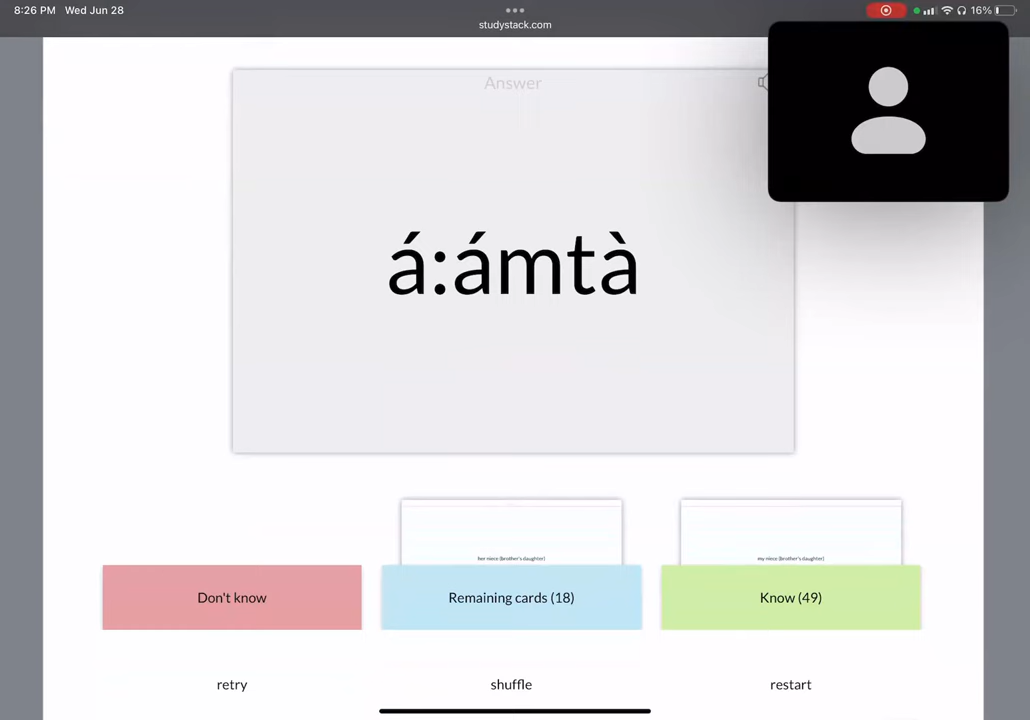 8:26 PM Wed Jun 28
16%
studystack.com
Answer
á:ámtà
her niece (brother's daughter)
my niece (brother's daughter)
Don't know
Remaining cards (18)
Know (49)
retry
shuffle
restart